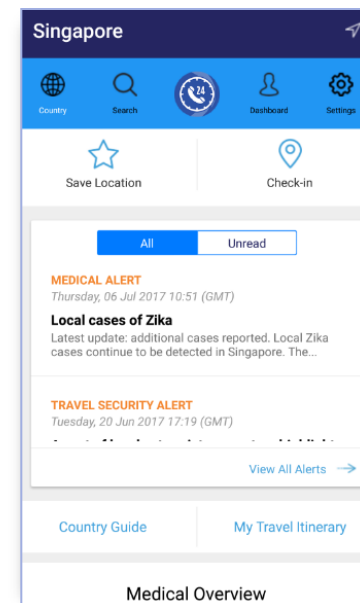 Singapore
24
Country Search Dashboard Settings
Save Location Check-in
All Unread
MEDICAL ALERT
Thursday, 06 Jul 2017 10:51 (GMT)
Local cases of Zika
Latest update: additional cases reported. Local Zika
cases continue to be detected in Singapore. The...
TRAVEL SECURITY ALERT
Tuesday, 20 Jun 2017 17:19 (GMT)
View All Alerts
Country Guide My Travel Itinerary
Medical Overview